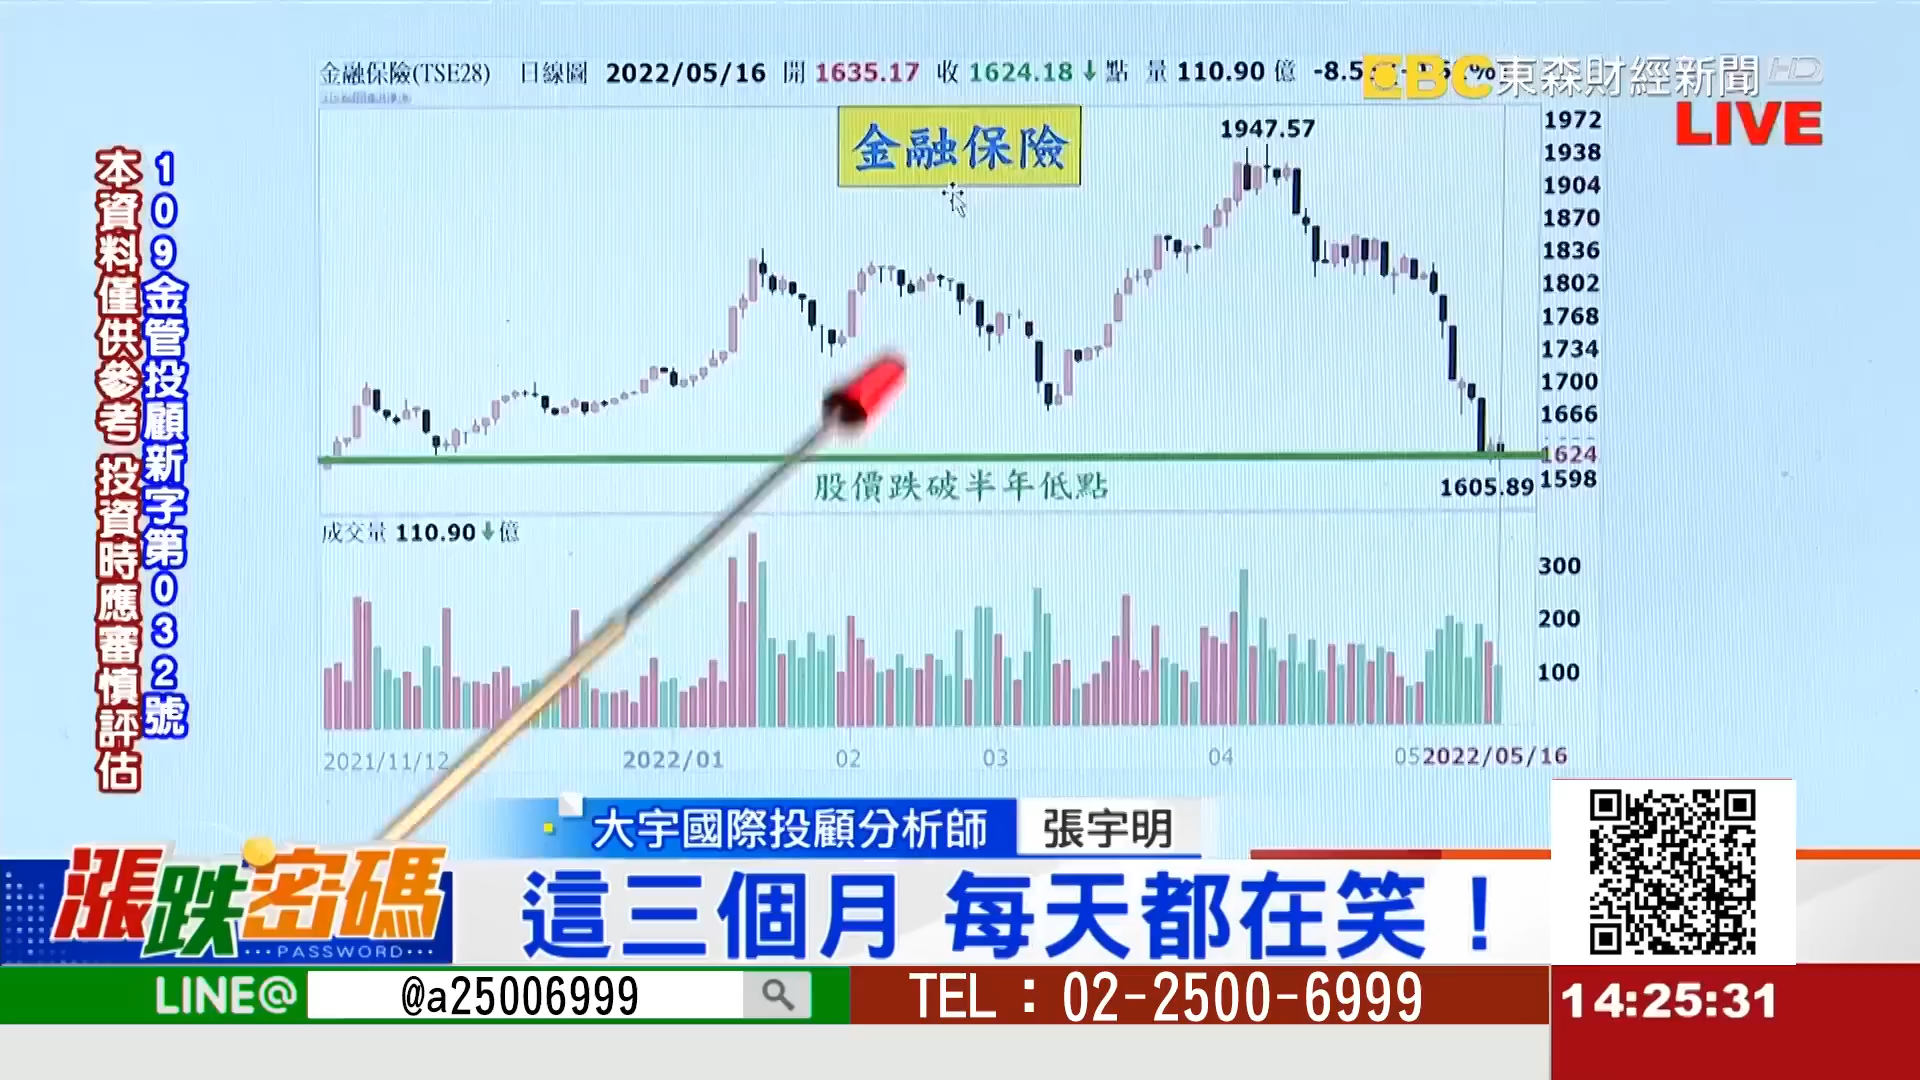 金融保險(TSE28) 日線圖 2022/05/16 開 1635.17 收 1624.18↓點 量 110.90 億
EBC東森財經新聞 HD
LIVE
金融保險
1947.57
1972
1938
1904
1870
1836
1802
1768
1734
1700
1666
1624
1598
1605.89
股價跌破半年低點
成交量 110.90↓億
300
200
100
2021/11/12
2022/01
02
03
04
05
2022/05/16
109金管投顧新字第032號
本資料僅供參考 投資時應審慎評估
大宇國際投顧分析師 張宇明
漲跌密碼
PASSWORD
這三個月 每天都在笑！
LINE@ @a25006999
TEL：02-2500-6999
14:25:31